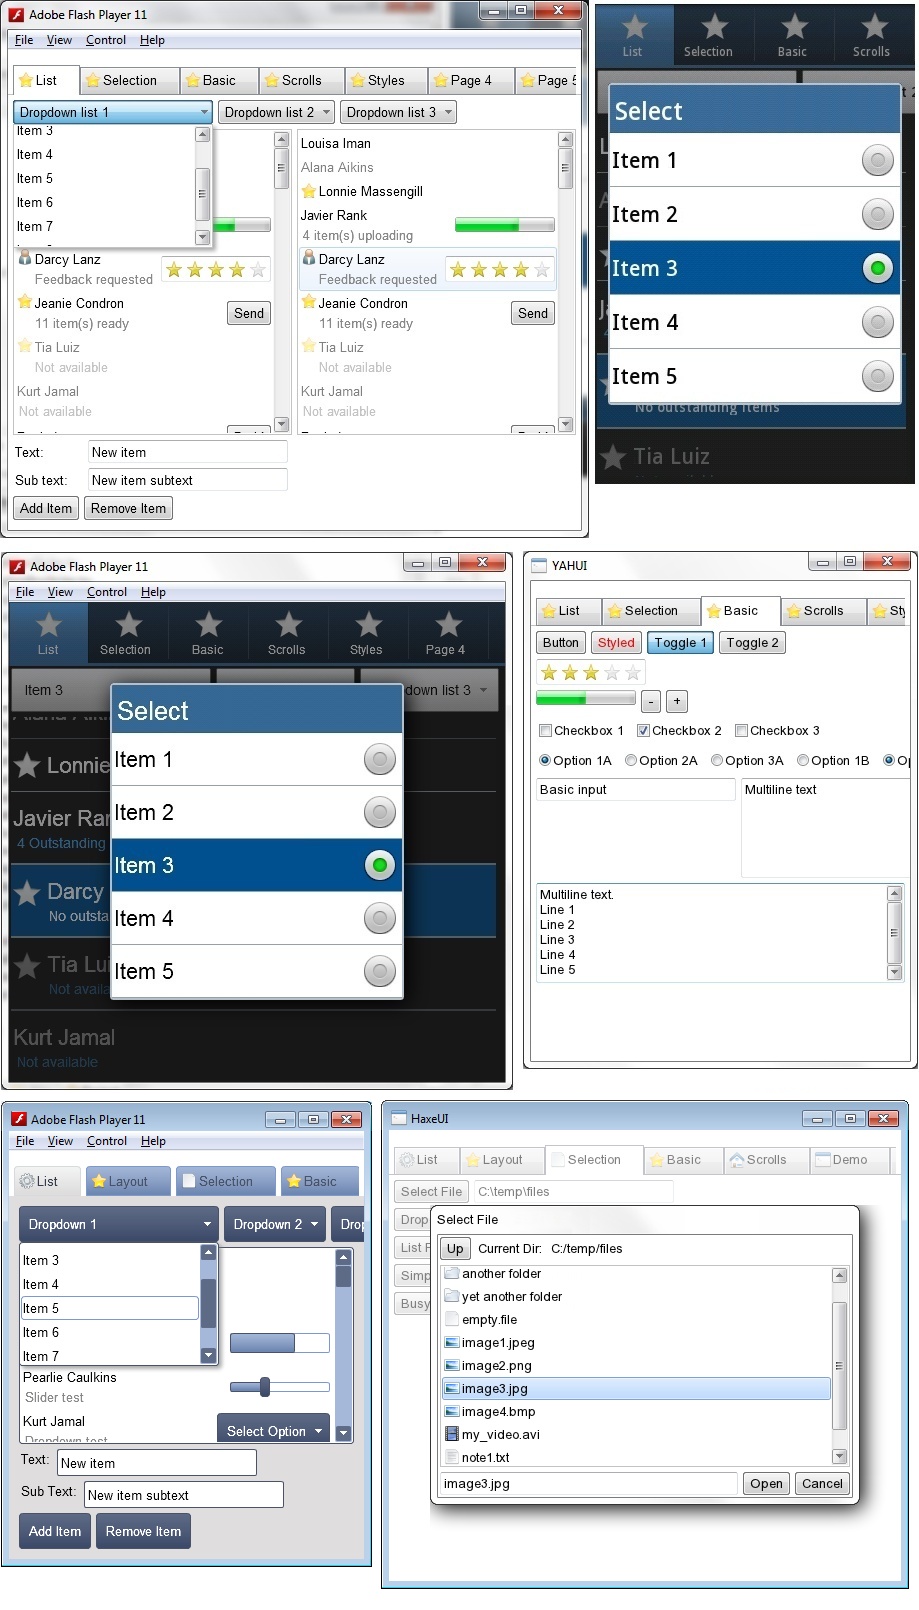 Adobe Flash Player 11
File View Control Help
List Selection Basic Scrolls Styles Page 4 Page 5
Dropdown list 1 Dropdown list 2 Dropdown list 3
Item 3
Item 4
Item 5
Item 6
Item 7
Darcy Lanz
Feedback requested
Jeanie Condron
11 item(s) ready
Send
Tia Luiz
Not available
Kurt Jamal
Not available
Louisa Iman
Alana Aikins
Lonnie Massengill
Javier Rank
4 item(s) uploading
Darcy Lanz
Feedback requested
Jeanie Condron
11 item(s) ready
Send
Tia Luiz
Not available
Kurt Jamal
Not available
Text: New item
Sub text: New item subtext
Add Item Remove Item
List Selection Basic Scrolls
Select
Item 1
Item 2
Item 3
Item 4
Item 5
No outstanding items
Tia Luiz
Adobe Flash Player 11
File View Control Help
List Selection Basic Scrolls Styles Page 4
Item 3 down list 3
Select
Item 1
Item 2
Item 3
Item 4
Item 5
Lonnie
Javier Rar
4 Outstanding
Darcy
No outsta
Tia Lui
Not availa
Kurt Jamal
Not available
YAHUI
List Selection Basic Scrolls Sty
Button Styled Toggle 1 Toggle 2
- +
Checkbox 1 Checkbox 2 Checkbox 3
Option 1A Option 2A Option 3A Option 1B Op
Basic input Multiline text
Multiline text.
Line 1
Line 2
Line 3
Line 4
Line 5
Adobe Flash Player 11
File View Control Help
List Layout Selection Basic
Dropdown 1 Dropdown 2 Drop
Item 3
Item 4
Item 5
Item 6
Item 7
Pearlie Caulkins
Slider test
Kurt Jamal
Dropdown test
Select Option
Text: New item
Sub Text: New item subtext
Add Item Remove Item
HaxeUI
List Layout Selection Basic Scrolls Demo
Select File C:\temp\files
Drop
List F
Simp
Busy
Select File
Up Current Dir: C:/temp/files
another folder
yet another folder
empty.file
image1.jpeg
image2.png
image3.jpg
image4.bmp
my_video.avi
note1.txt
image3.jpg Open Cancel